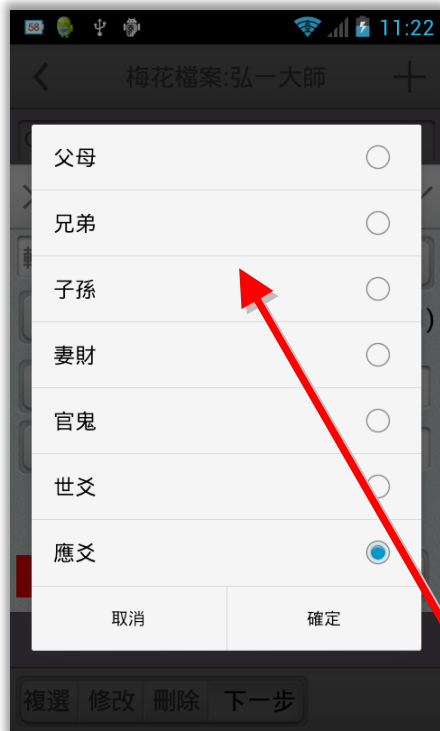 58
11:22
梅花檔案:弘一大師
父母
兄弟
子孫
妻財
官鬼
世爻
應爻
取消 確定
複選 修改 刪除 下一步